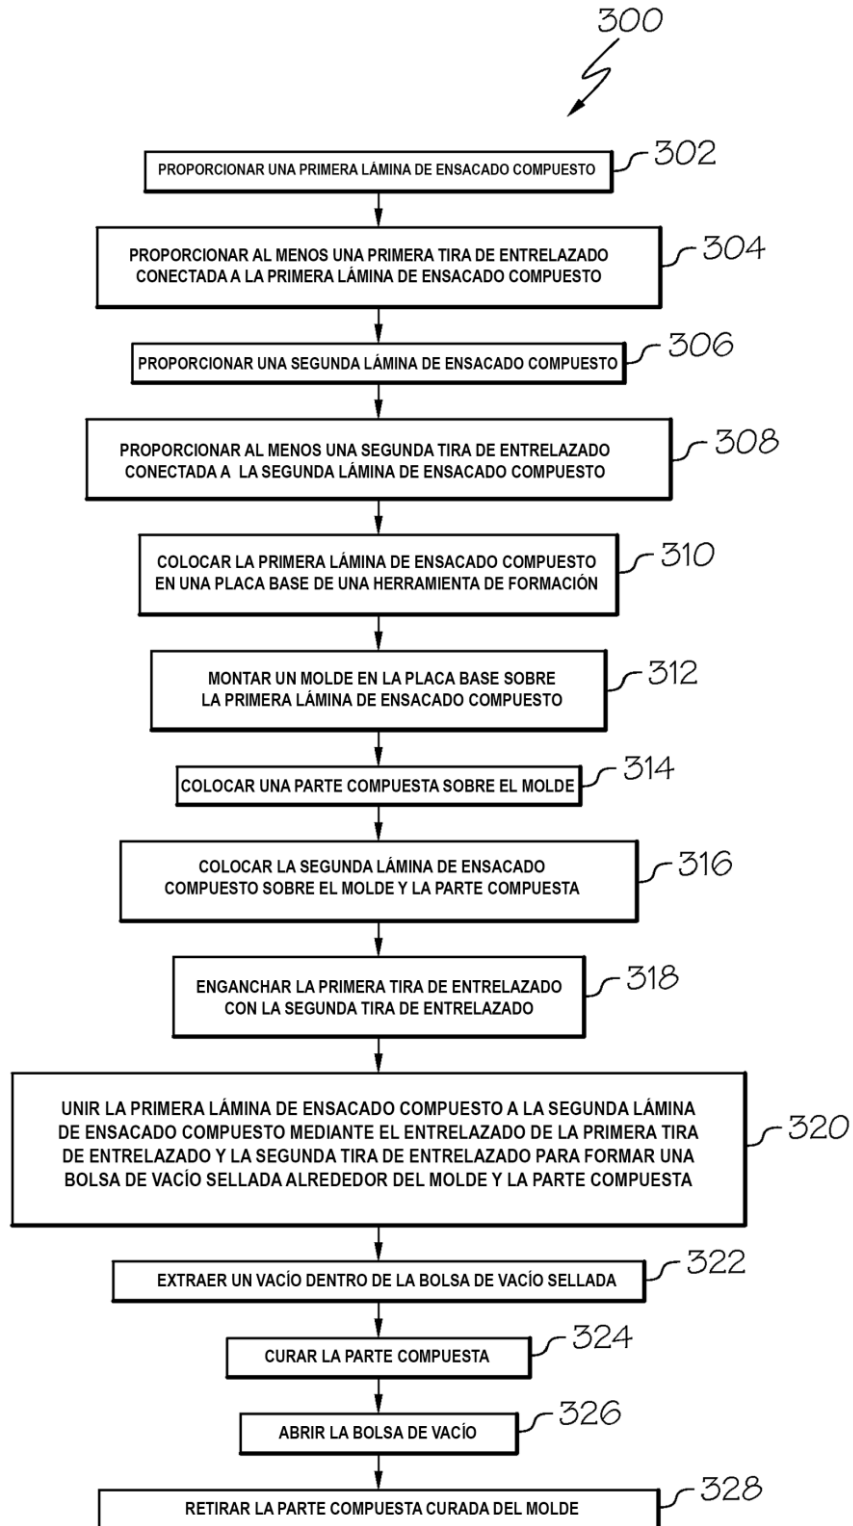 300
PROPORCIONAR UNA PRIMERA LÁMINA DE ENSACADO COMPUESTO
302
PROPORCIONAR AL MENOS UNA PRIMERA TIRA DE ENTRELAZADO
CONECTADA A LA PRIMERA LÁMINA DE ENSACADO COMPUESTO
304
PROPORCIONAR UNA SEGUNDA LÁMINA DE ENSACADO COMPUESTO
306
PROPORCIONAR AL MENOS UNA SEGUNDA TIRA DE ENTRELAZADO
CONECTADA A LA SEGUNDA LÁMINA DE ENSACADO COMPUESTO
308
COLOCAR LA PRIMERA LÁMINA DE ENSACADO COMPUESTO
EN UNA PLACA BASE DE UNA HERRAMIENTA DE FORMACIÓN
310
MONTAR UN MOLDE EN LA PLACA BASE SOBRE
LA PRIMERA LÁMINA DE ENSACADO COMPUESTO
312
COLOCAR UNA PARTE COMPUESTA SOBRE EL MOLDE
314
COLOCAR LA SEGUNDA LÁMINA DE ENSACADO
COMPUESTO SOBRE EL MOLDE Y LA PARTE COMPUESTA
316
ENGANCHAR LA PRIMERA TIRA DE ENTRELAZADO
CON LA SEGUNDA TIRA DE ENTRELAZADO
318
UNIR LA PRIMERA LÁMINA DE ENSACADO COMPUESTO A LA SEGUNDA LÁMINA
DE ENSACADO COMPUESTO MEDIANTE EL ENTRELAZADO DE LA PRIMERA TIRA
DE ENTRELAZADO Y LA SEGUNDA TIRA DE ENTRELAZADO PARA FORMAR UNA
BOLSA DE VACÍO SELLADA ALREDEDOR DEL MOLDE Y LA PARTE COMPUESTA
320
EXTRAER UN VACÍO DENTRO DE LA BOLSA DE VACÍO SELLADA
322
CURAR LA PARTE COMPUESTA
324
ABRIR LA BOLSA DE VACÍO
326
RETIRAR LA PARTE COMPUESTA CURADA DEL MOLDE
328